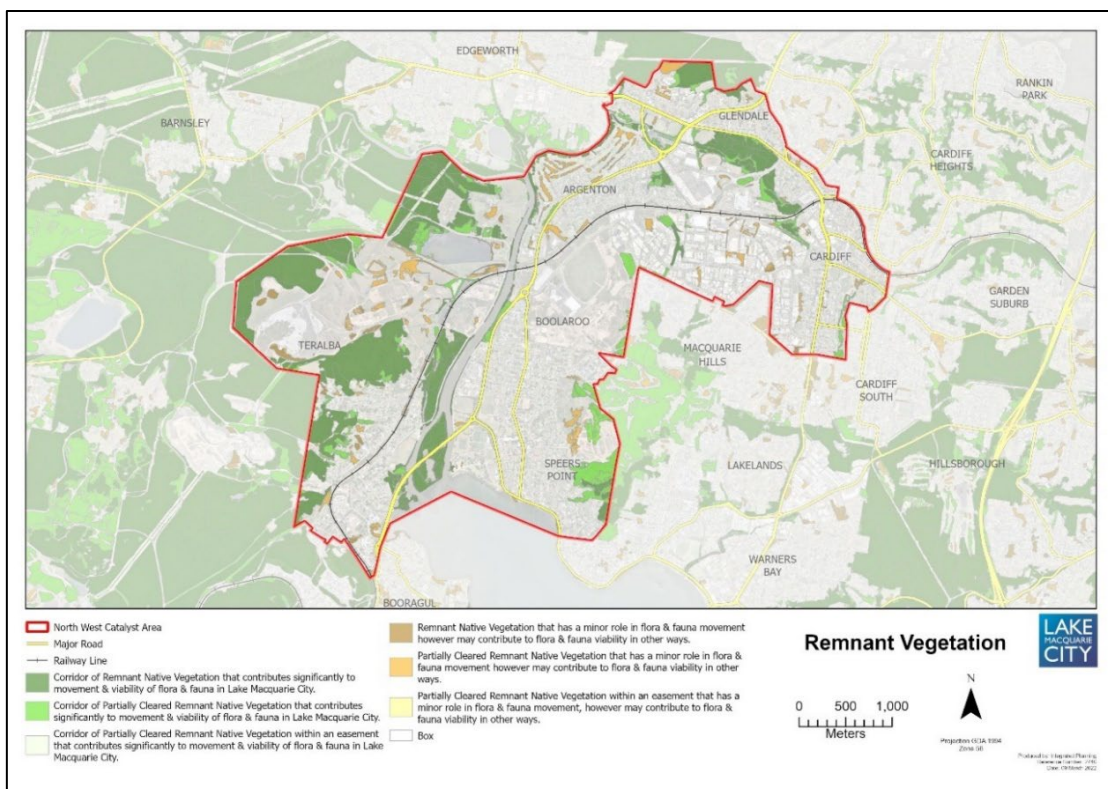 EDGEWORTH
RANKIN
PARK
BARNSLEY
GLENDALE
CARDIFF
HEIGHTS
ARGENTON
CARDIFF
GARDEN
SUBURB
BOOLAROO
TERALBA
MACQUARIE
HILLS
CARDIFF
SOUTH
SPEERS
POINT
LAKELANDS
HILLSBOROUGH
WARNERS
BAY
BOORAGUL
North West Catalyst Area
Major Road
Railway Line
Corridor of Remnant Native Vegetation that contributes significantly to
movement & viability of flora & fauna in Lake Macquarie City.
Corridor of Partially Cleared Remnant Native Vegetation that contributes
significantly to movement & viability of flora & fauna in Lake Macquarie City.
Corridor of Partially Cleared Remnant Native Vegetation within an easement
that contributes significantly to movement & viability of flora & fauna in Lake
Macquarie City.
Remnant Native Vegetation that has a minor role in flora & fauna movement
however may contribute to flora & fauna viability in other ways.
Partially Cleared Remnant Native Vegetation that has a minor role in flora &
fauna movement however may contribute to flora & fauna viability in other
ways.
Partially Cleared Remnant Native Vegetation within an easement that has a
minor role in flora & fauna movement, however may contribute to flora &
fauna viability in other ways.
Box
Remnant Vegetation
LAKE
MACQUARIE
CITY
0 500 1,000
Meters
N
Projection GDA 1994
Zone 56
Produced by: Integrated Planning